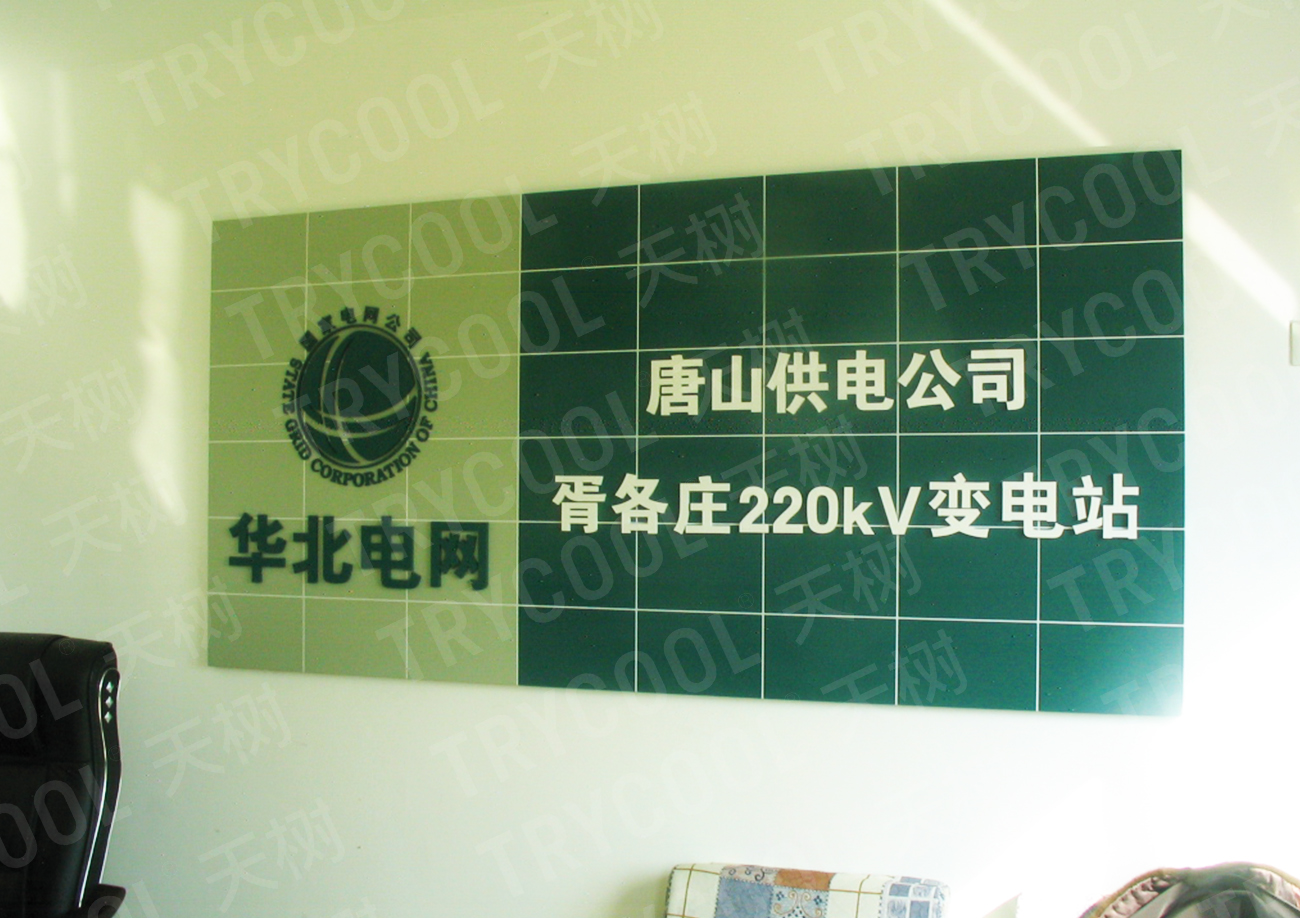 国家电网公司
STATE GRID CORPORATION OF CHINA
华北电网
唐山供电公司
胥各庄220kV变电站
TRYCOOL 天树